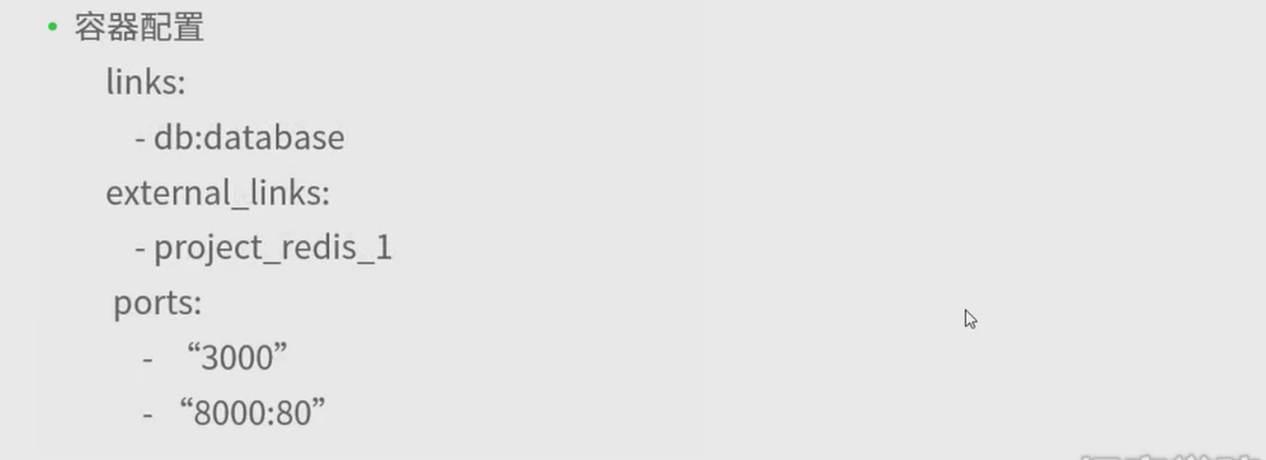 • 容器配置
links:
- db:database
external_links:
- project_redis_1
ports:
- “3000”
- “8000:80”